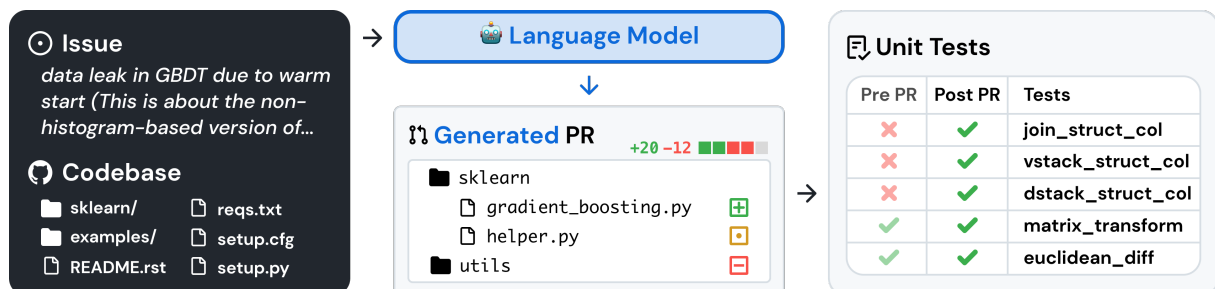 Issue
data leak in GBDT due to warm
start (This is about the non-
histogram-based version of...
Codebase
sklearn/
reqs.txt
examples/
setup.cfg
README.rst
setup.py
Language Model
Generated PR
+20 -12
sklearn
gradient_boosting.py
helper.py
utils
Unit Tests
Pre PR Post PR Tests
join_struct_col
vstack_struct_col
dstack_struct_col
matrix_transform
euclidean_diff